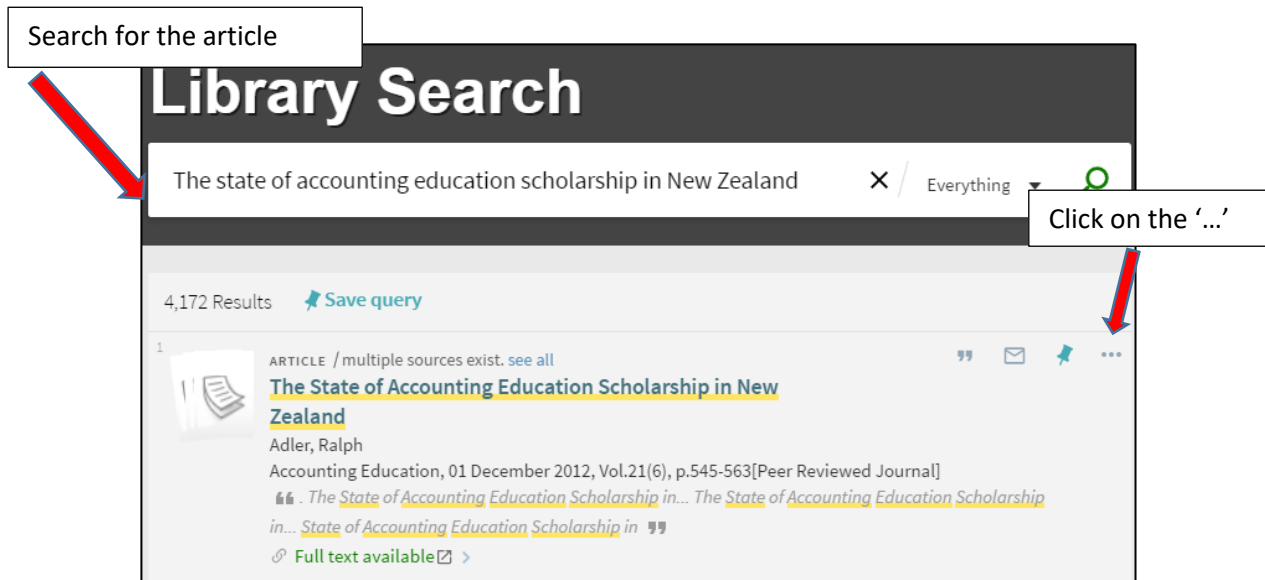 Search for the article
Library Search
The state of accounting education scholarship in New Zealand
Everything
Click on the ‘…’
4,172 Results
Save query
1
ARTICLE / multiple sources exist. see all
The State of Accounting Education Scholarship in New
Zealand
Adler, Ralph
Accounting Education, 01 December 2012, Vol.21(6), p.545-563[Peer Reviewed Journal]
❝ . The State of Accounting Education Scholarship in... The State of Accounting Education Scholarship
in... State of Accounting Education Scholarship in ❞
Full text available